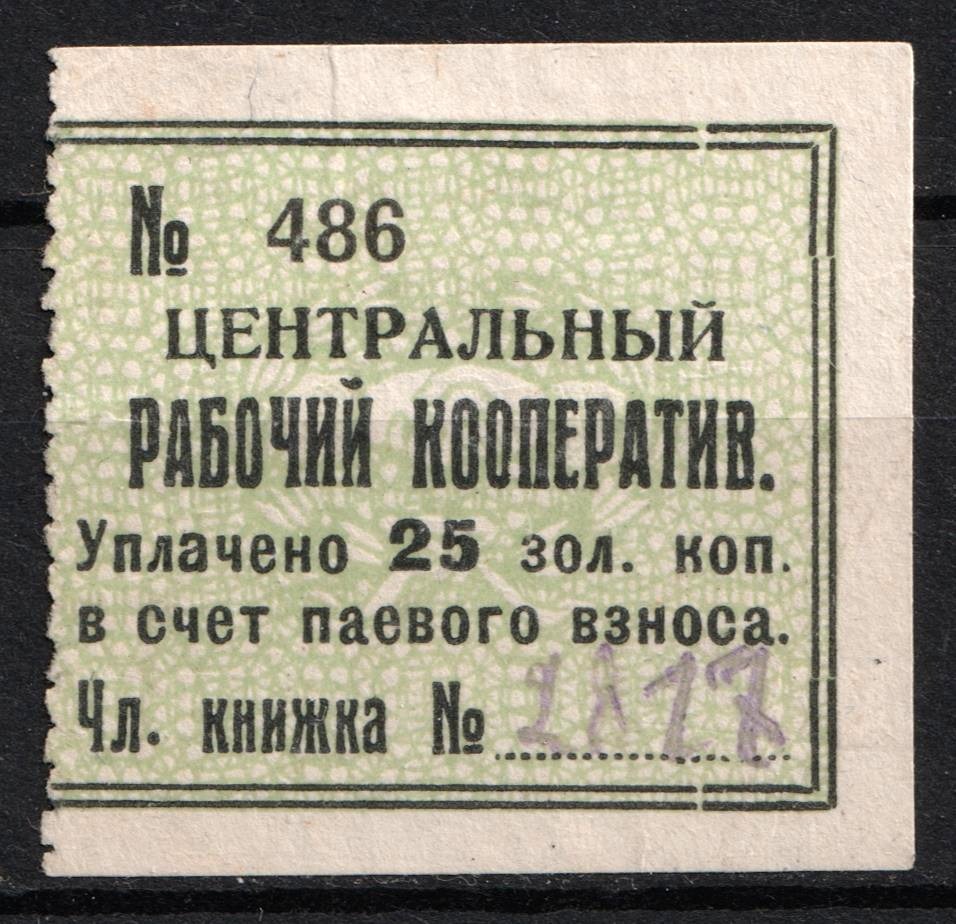 № 486
ЦЕНТРАЛЬНЫЙ
РАБОЧИЙ КООПЕРАТИВ.
Уплачено 25 зол. коп.
в счет паевого взноса.
Чл. книжка №